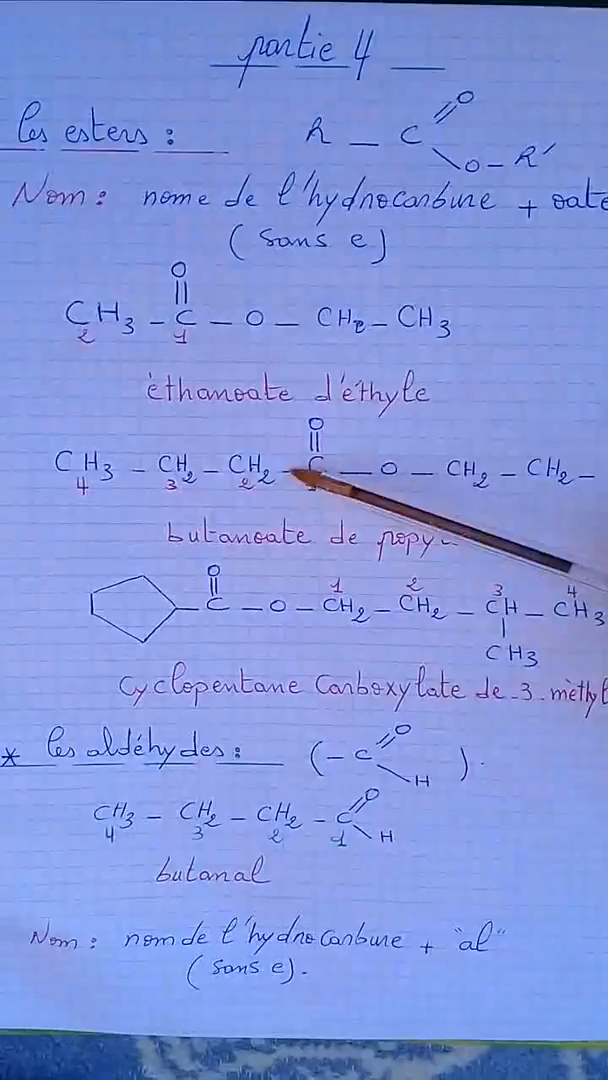 partie 4
les esters : R – C
O
O – R'
Nom : nome de l'hydrocarbure + oate
(sans e)
O
CH3 – C – O – CH2 – CH3
2 1
éthanoate d'éthyle
O
CH3 – CH2 – CH2 – C – O – CH2 – CH2 –
4 3 2
butanoate de
O 1 2 3 4
C – O – CH2 – CH2 – CH – CH3
CH3
Cyclopentane Carboxylate de -3-méthyl
* les aldéhydes : (– C
O
H ).
CH3 – CH2 – CH2 – C
O
H
4 3 2 1
butanal
Nom : nom de l'hydrocarbure + "al"
(sans e).